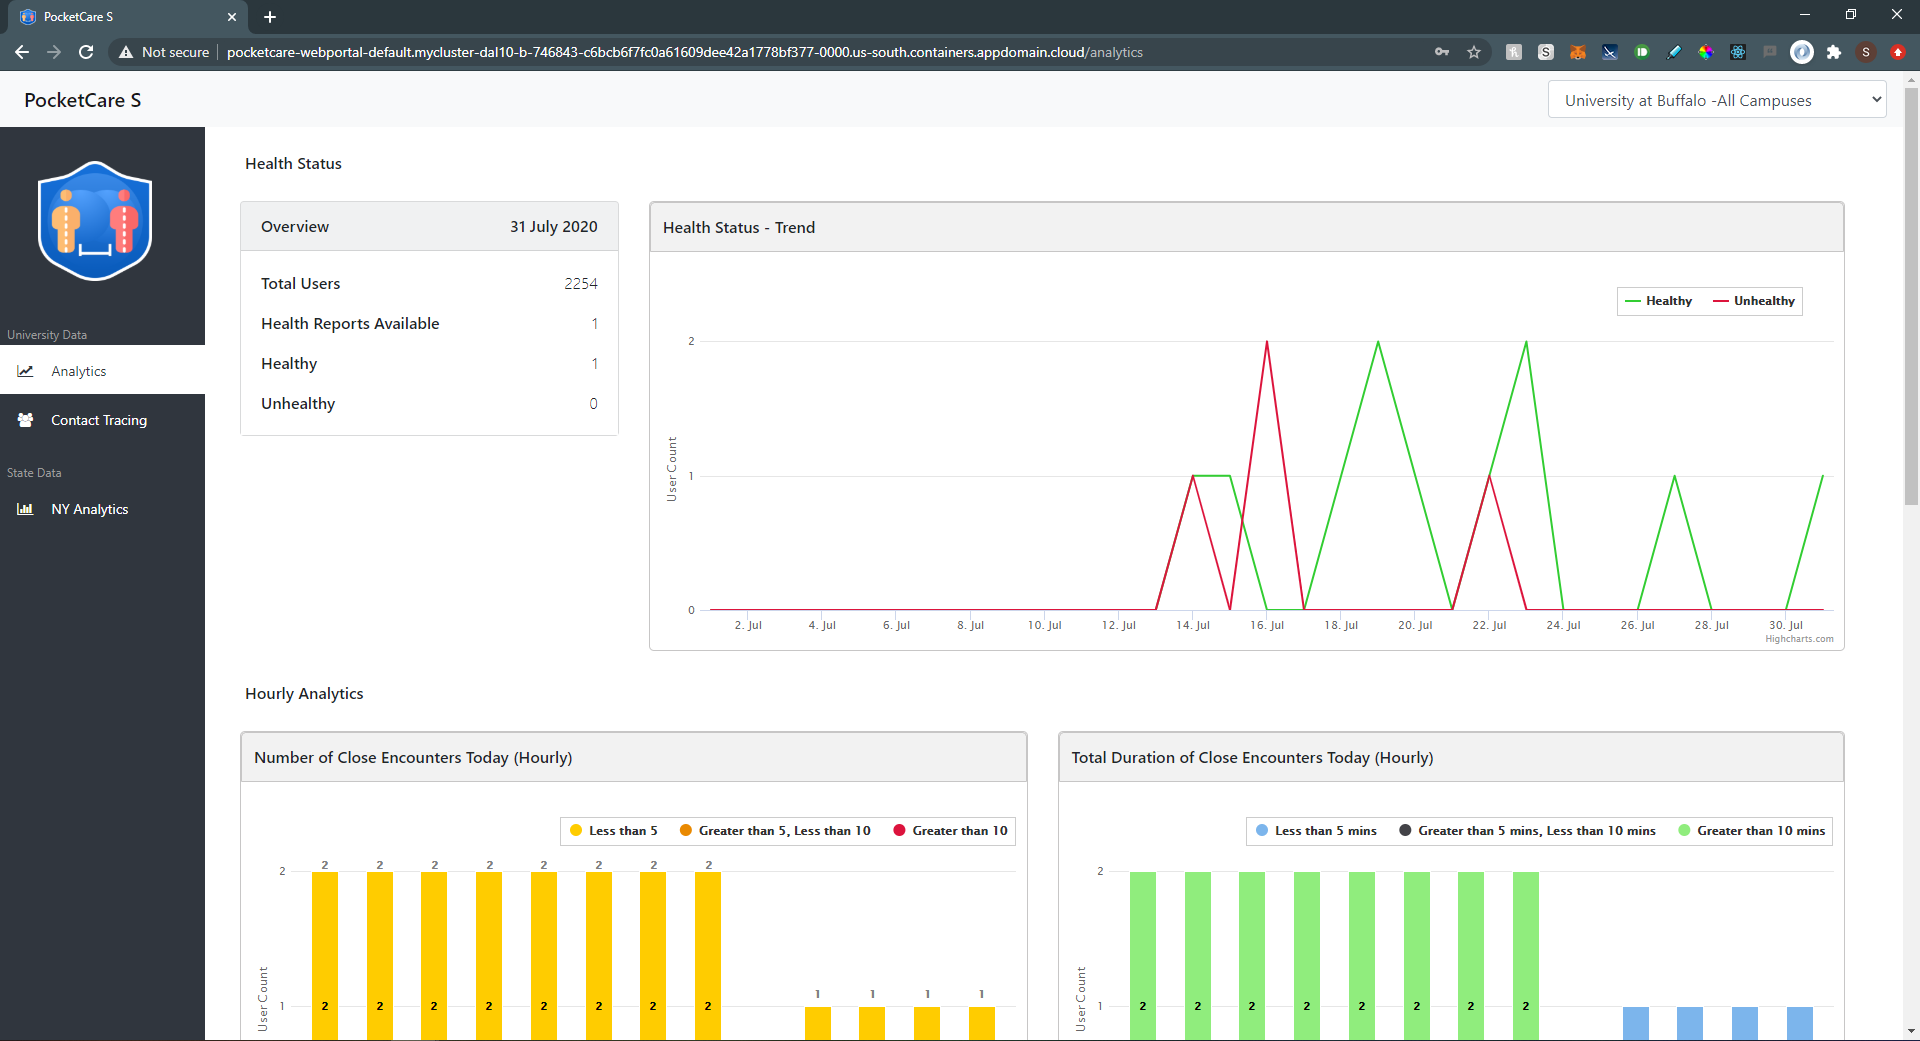 PocketCare S
Not secure
pocketcare-webportal-default.mycluster-dal10-b-746843-c6bcb6f7fc0a61609dee42a1778bf377-0000.us-south.containers.appdomain.cloud/analytics
PocketCare S
University at Buffalo -All Campuses
University Data
Analytics
Contact Tracing
State Data
NY Analytics
Health Status
Overview 31 July 2020
Total Users 2254
Health Reports Available 1
Healthy 1
Unhealthy 0
Health Status - Trend
Healthy Unhealthy
User Count
2
1
0
2. Jul 4. Jul 6. Jul 8. Jul 10. Jul 12. Jul 14. Jul 16. Jul 18. Jul 20. Jul 22. Jul 24. Jul 26. Jul 28. Jul 30. Jul
Highcharts.com
Hourly Analytics
Number of Close Encounters Today (Hourly)
Less than 5 Greater than 5, Less than 10 Greater than 10
User Count
2 2 2 2 2 2 2 2 2
1 1 1 1
1 2 2 2 2 2 2 2 2
Total Duration of Close Encounters Today (Hourly)
Less than 5 mins Greater than 5 mins, Less than 10 mins Greater than 10 mins
User Count
2
1 2 2 2 2 2 2 2 2